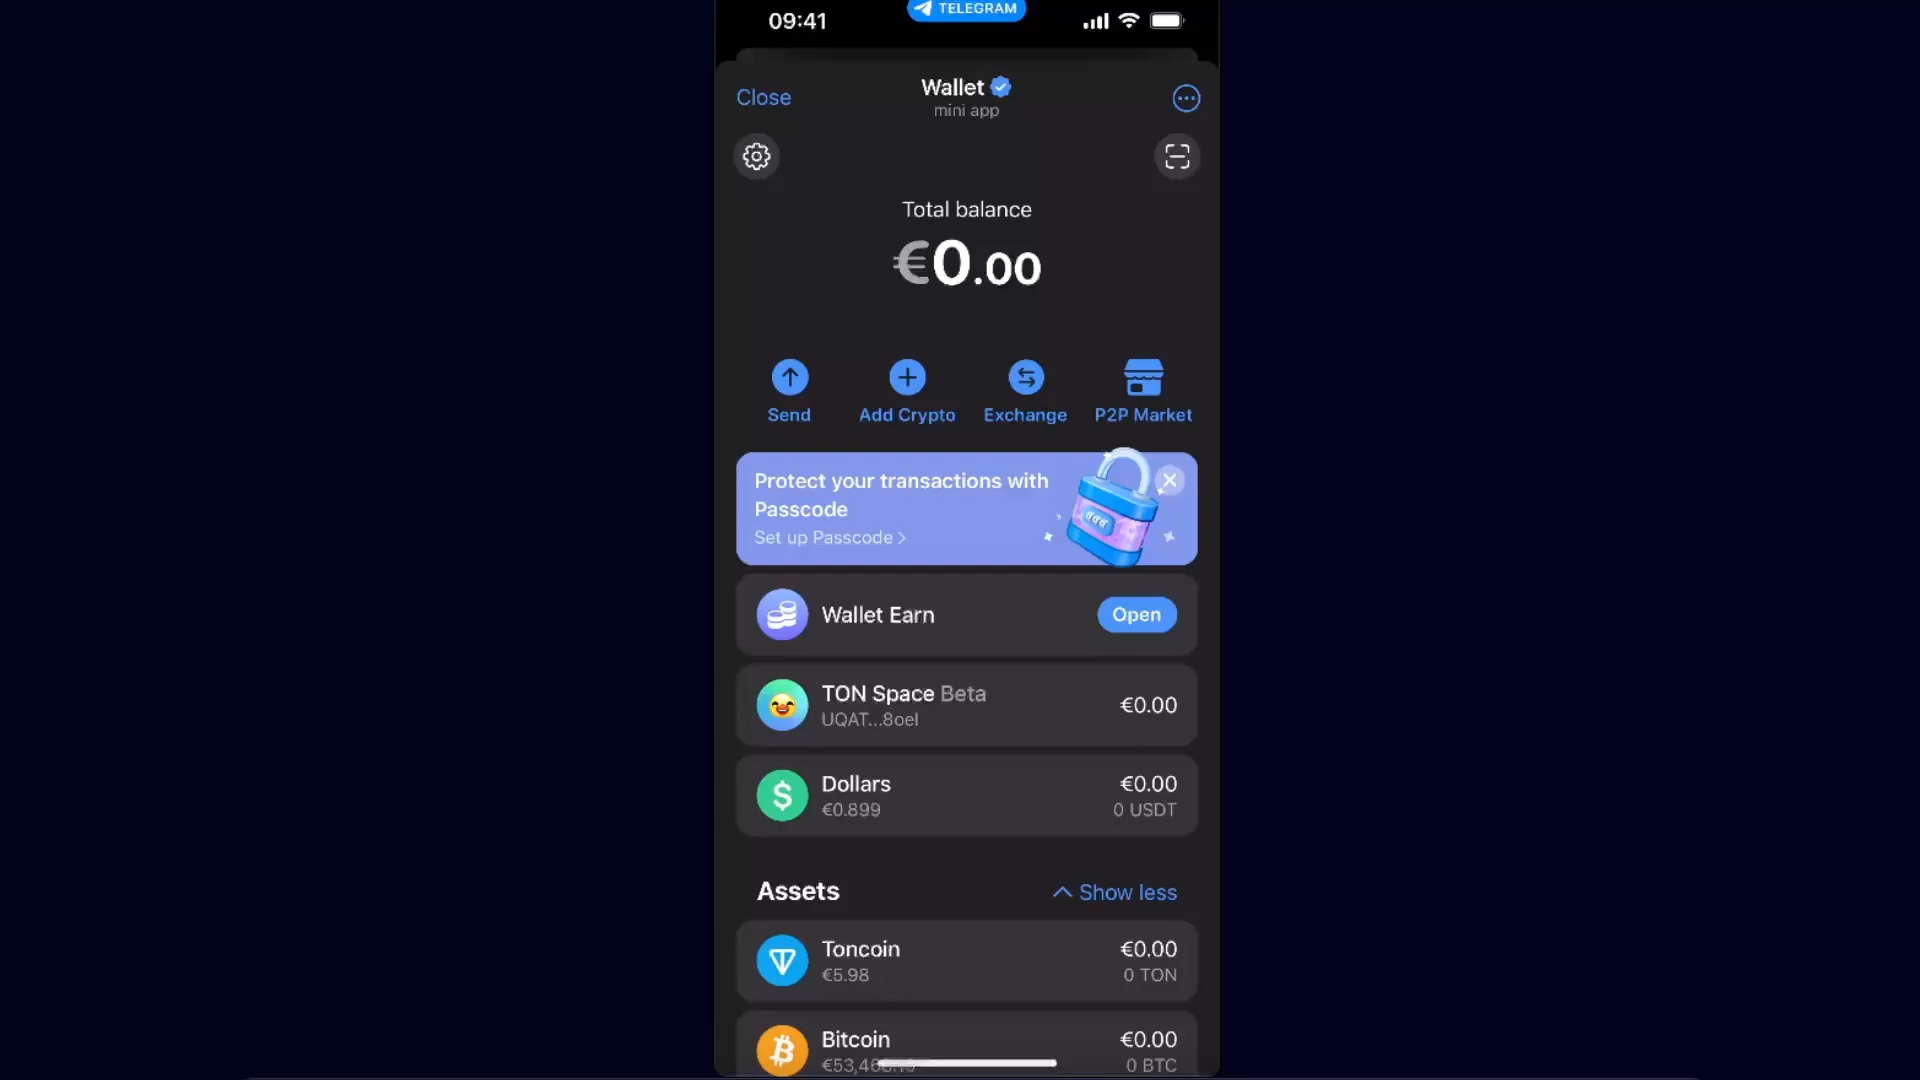 09:41
TELEGRAM
Close
Wallet
mini app
Total balance
€0.00
Send
Add Crypto
Exchange
P2P Market
Protect your transactions with
Passcode
Set up Passcode >
Wallet Earn
Open
TON Space Beta
€0.00
UQAT...8oel
Dollars
€0.00
€0.899
0 USDT
Assets
Show less
Toncoin
€0.00
€5.98
0 TON
Bitcoin
€0.00
0 BTC